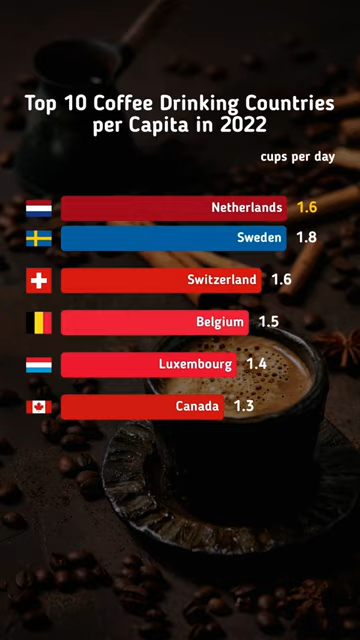 Top 10 Coffee Drinking Countries
per Capita in 2022
cups per day
Netherlands 1.6
Sweden 1.8
Switzerland 1.6
Belgium 1.5
Luxembourg 1.4
Canada 1.3